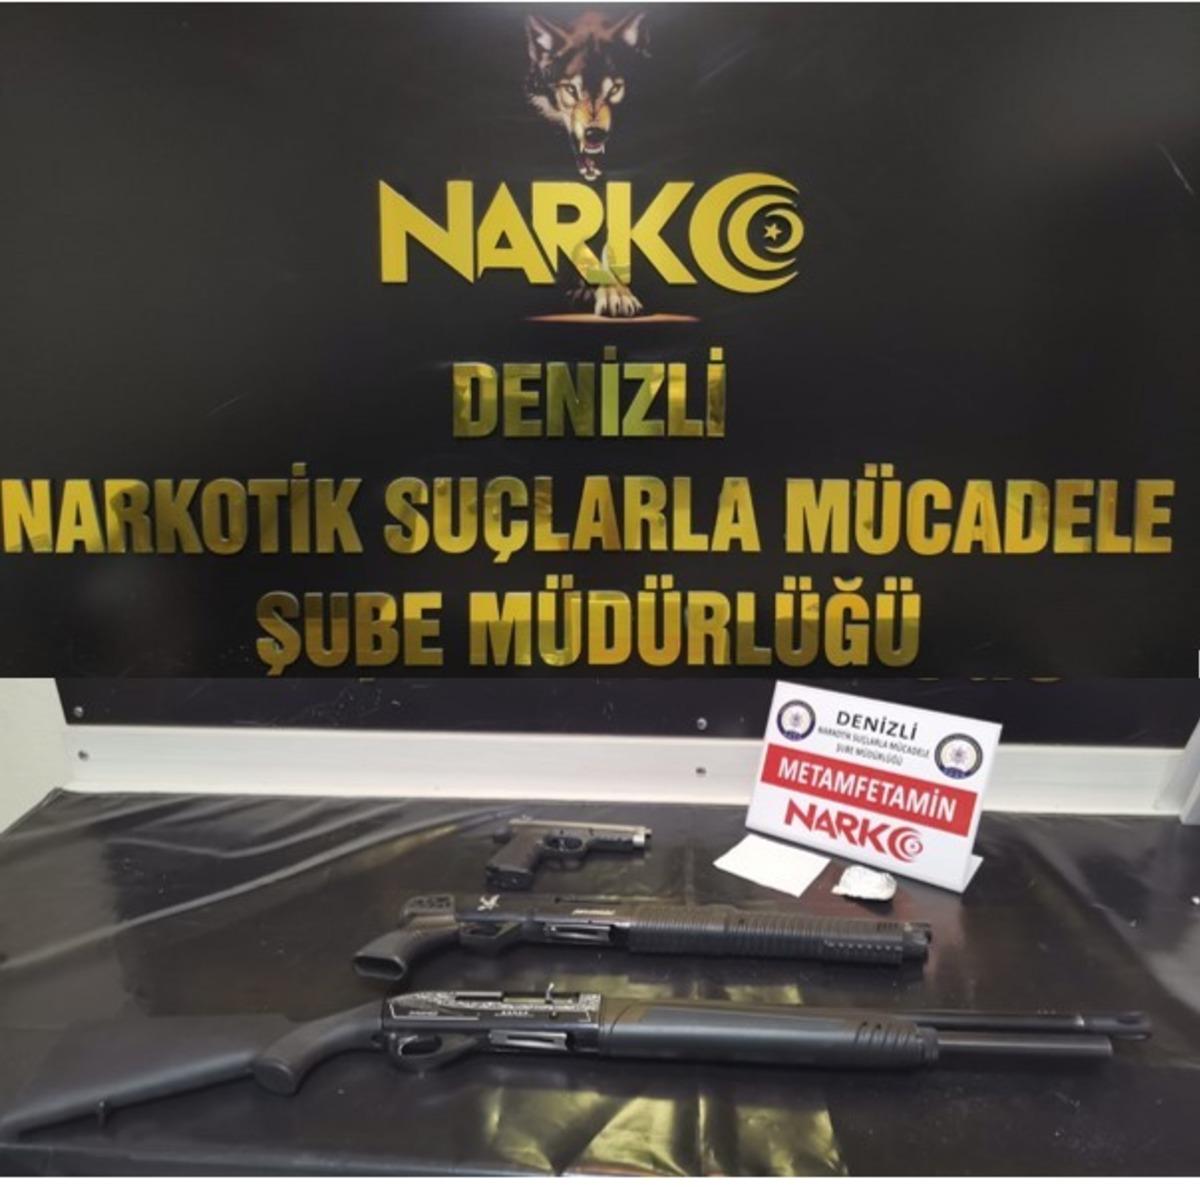 NARKO
DENİZLİ
NARKOTİK SUÇLARLA MÜCADELE
ŞUBE MÜDÜRLÜĞÜ
DENİZLİ
NARKOTİK SUÇLARLA MÜCADELE
ŞUBE MÜDÜRLÜĞÜ
METAMFETAMİN
NARKO